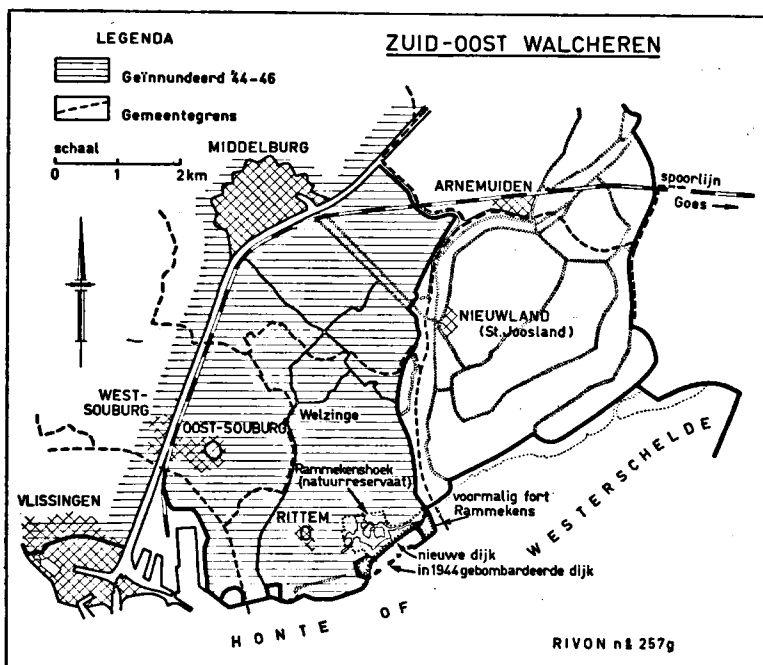 LEGENDA
ZUID-OOST WALCHEREN
Geïnnundeerd '44-46
Gemeentegrens
schaal
0 1 2 km
MIDDELBURG
ARNEMUIDEN
spoorlijn
Goes
NIEUWLAND
(St. Joosland)
WEST-
SOUBURG
OOST-SOUBURG
Welzinge
Rammekenshoek
(natuurreservaat)
VLISSINGEN
RITTEM
voormalig fort
Rammekens
nieuwe dijk
in 1944 gebombardeerde dijk
HONTE OF WESTERSCHELDE
RIVON nº 257g